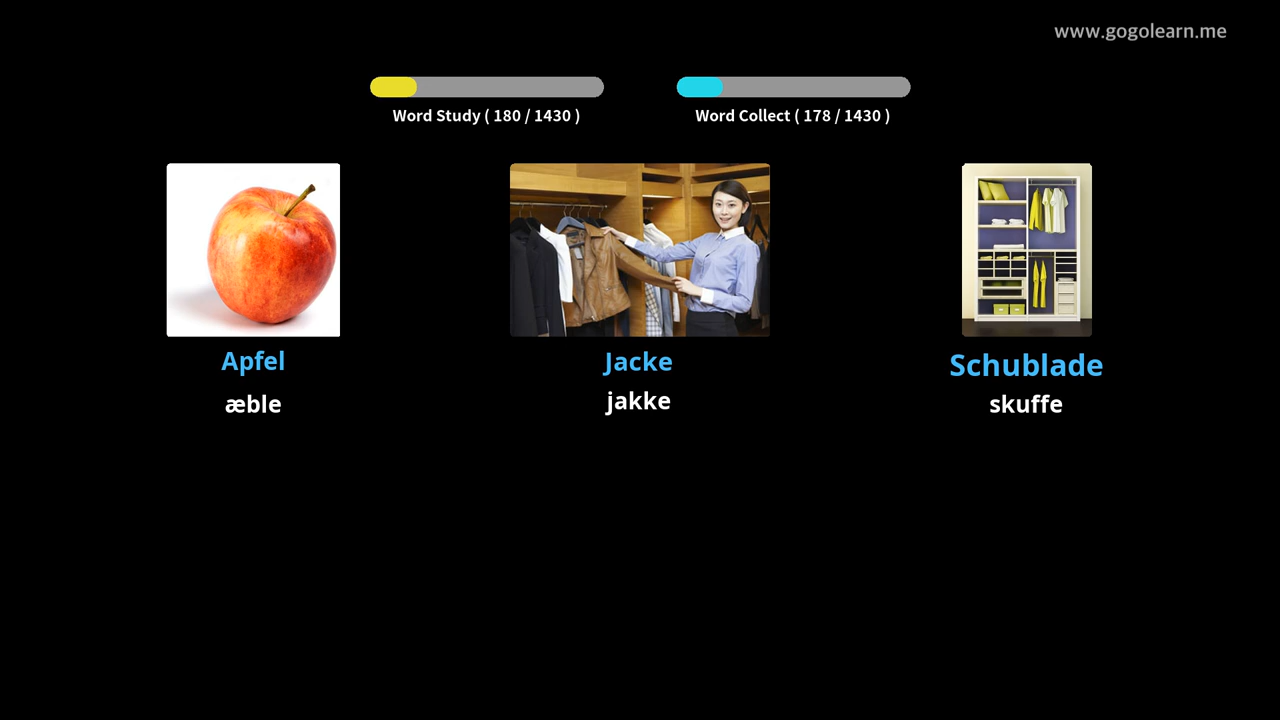 www.gogolearn.me
Word Study ( 180 / 1430 )
Word Collect ( 178 / 1430 )
Apfel
æble
Jacke
jakke
Schublade
skuffe